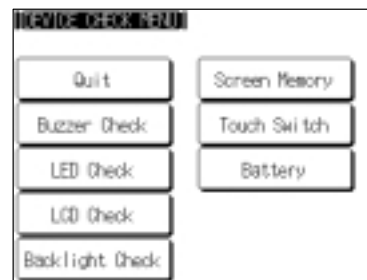 [DEVICE CHECK MENU]
Quit
Buzzer Check
LED Check
LCD Check
Backlight Check
Screen Memory
Touch Switch
Battery